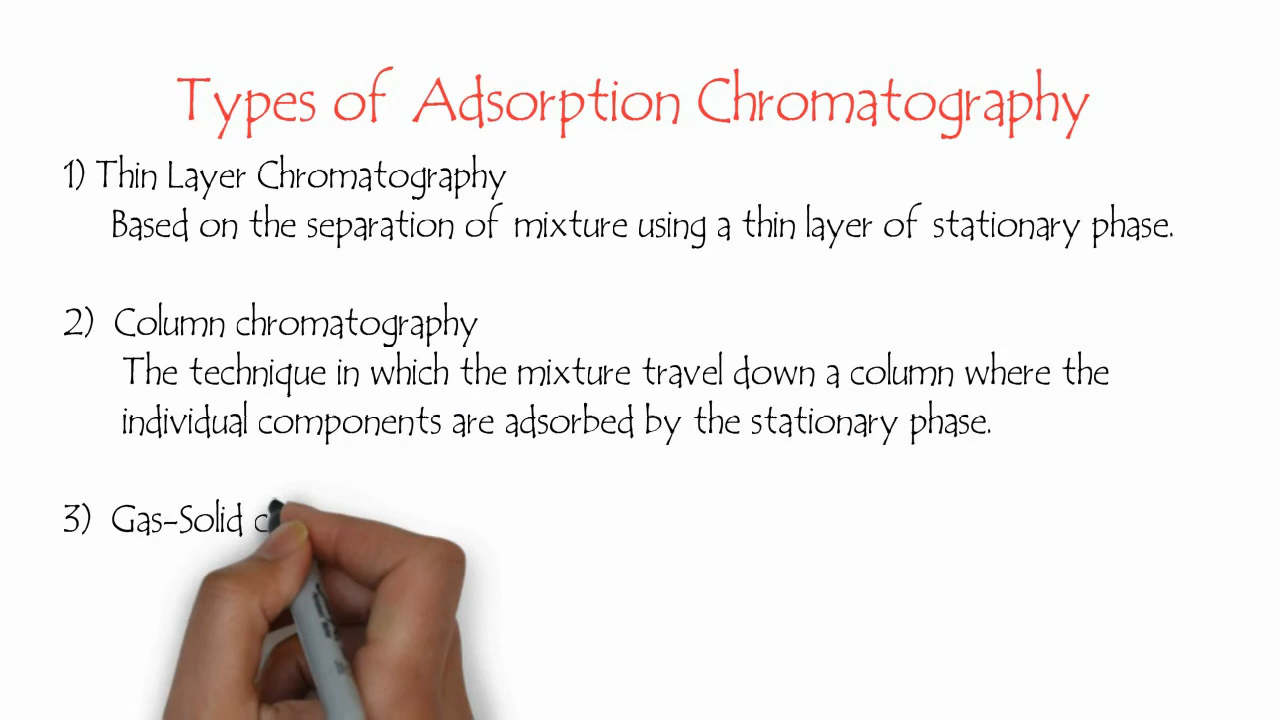 Types of Adsorption Chromatography
1) Thin Layer Chromatography
Based on the separation of mixture using a thin layer of stationary phase.
2) Column chromatography
The technique in which the mixture travel down a column where the
individual components are adsorbed by the stationary phase.
3) Gas-Solid c